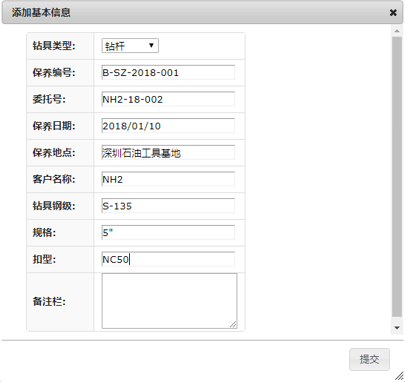 添加基本信息
钻具类型: 钻杆
保养编号: B-SZ-2018-001
委托号: NH2-18-002
保养日期: 2018/01/10
保养地点: 深圳石油工具基地
客户名称: NH2
钻具钢级: S-135
规格: 5"
扣型: NC50
备注栏:
提交